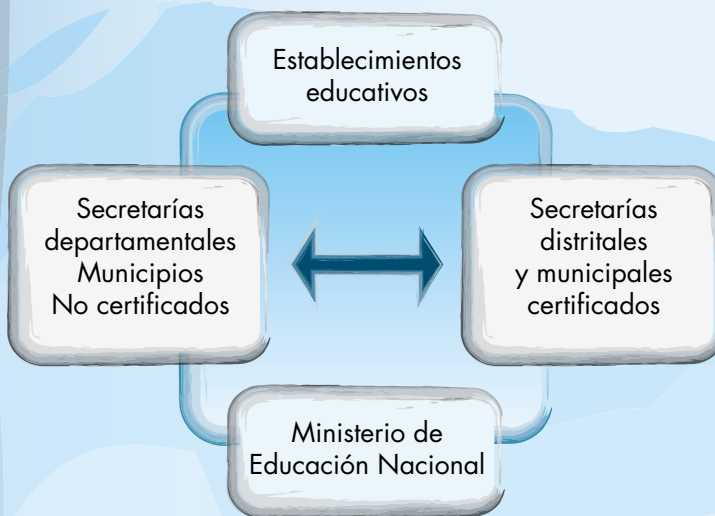 Establecimientos
educativos
Secretarías
departamentales
Municipios
No certificados
Secretarías
distritales
y municipales
certificados
Ministerio de
Educación Nacional